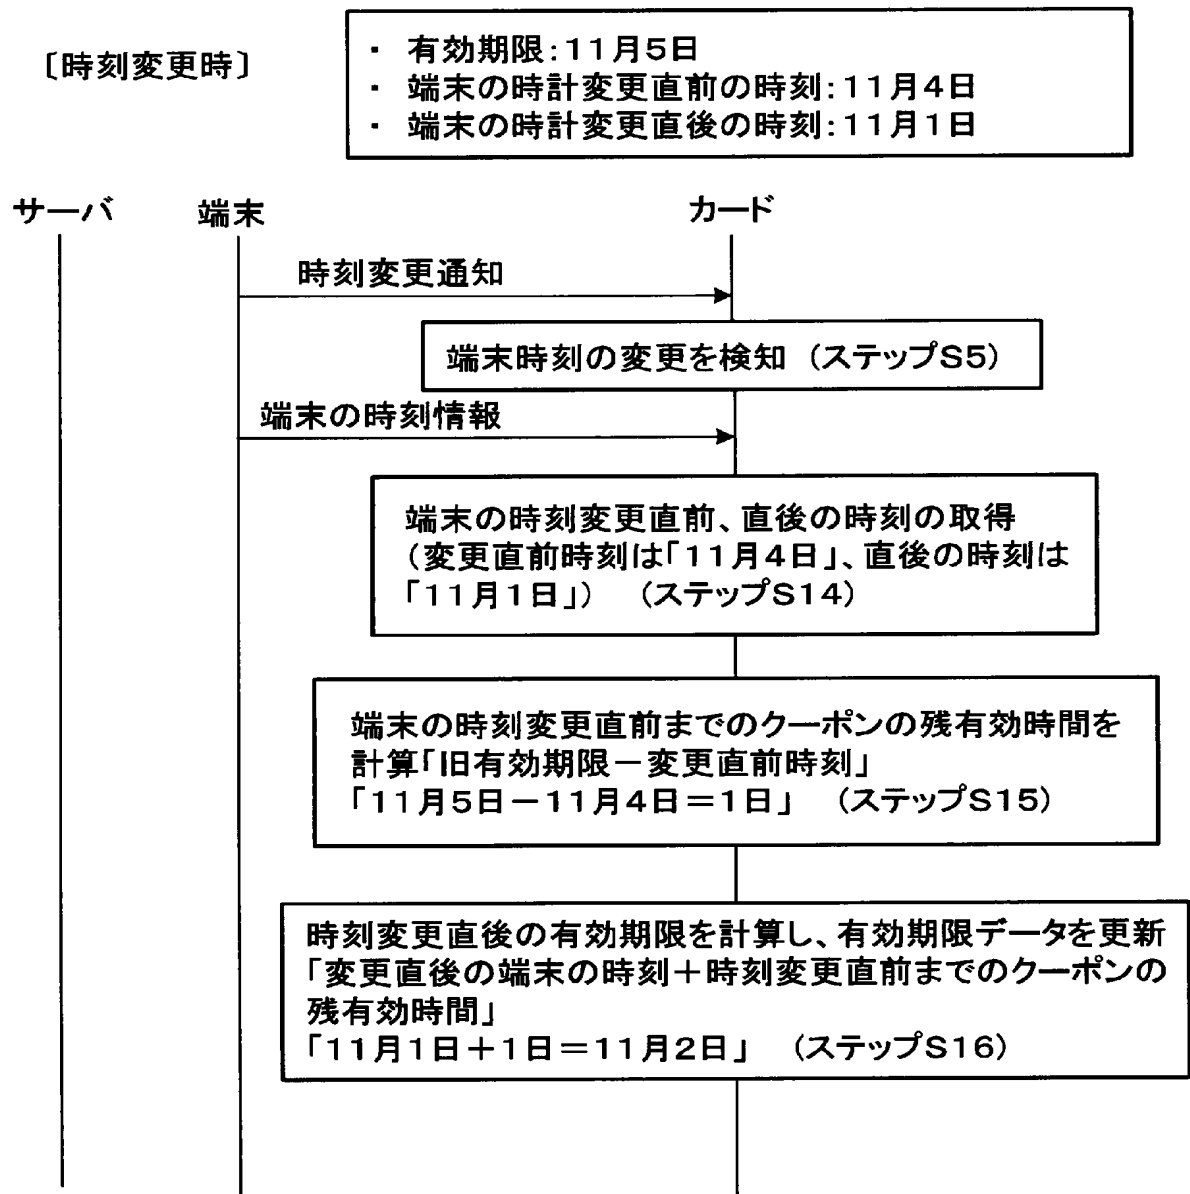 〔時刻変更時〕
・ 有効期限:11月5日
・ 端末の時計変更直前の時刻:11月4日
・ 端末の時計変更直後の時刻:11月1日
サーバ 端末 カード
時刻変更通知
端末時刻の変更を検知 (ステップS5)
端末の時刻情報
端末の時刻変更直前、直後の時刻の取得
(変更直前時刻は「11月4日」、直後の時刻は
「11月1日」) (ステップS14)
端末の時刻変更直前までのクーポンの残有効時間を
計算「旧有効期限-変更直前時刻」
「11月5日-11月4日=1日」 (ステップS15)
時刻変更直後の有効期限を計算し、有効期限データを更新
「変更直後の端末の時刻+時刻変更直前までのクーポンの
残有効時間」
「11月1日+1日=11月2日」 (ステップS16)